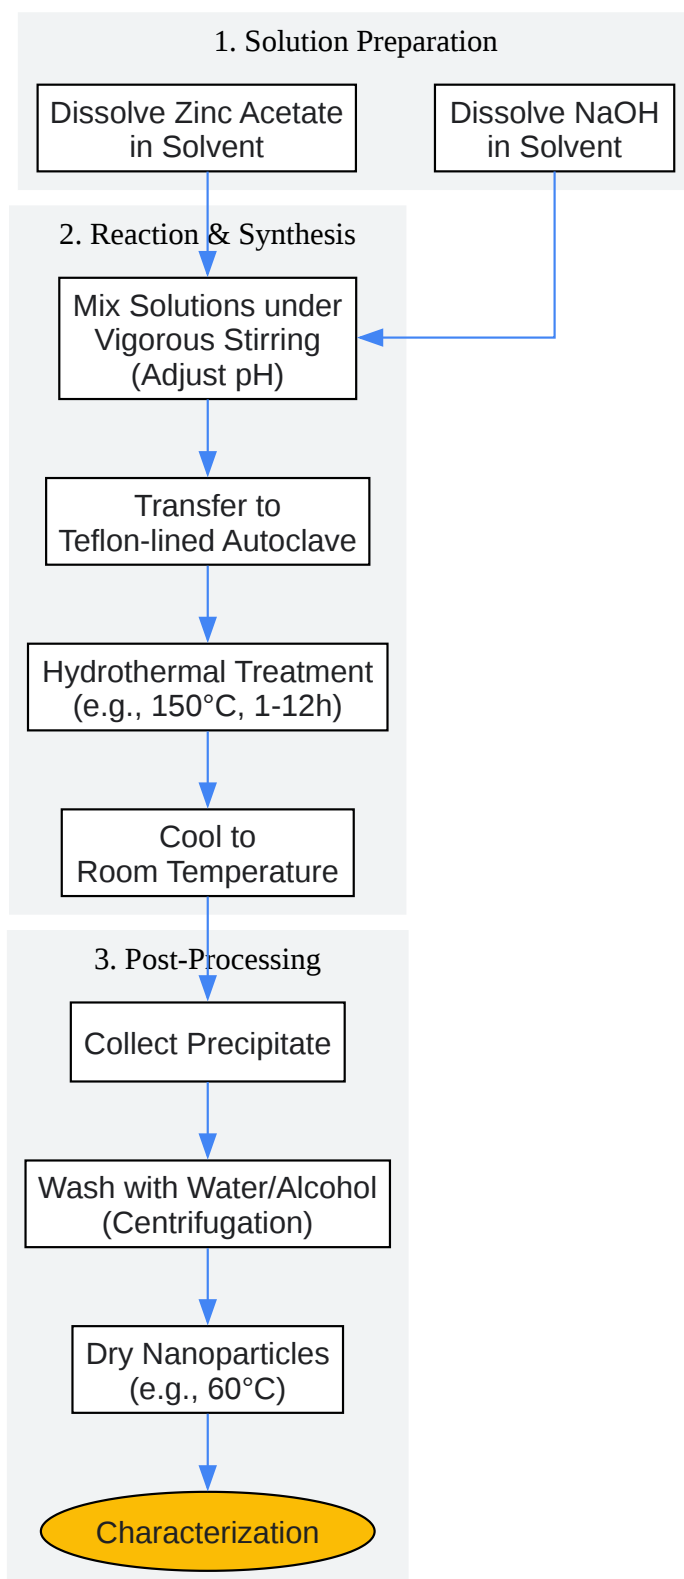 1. Solution Preparation
Dissolve Zinc Acetate
in Solvent
Dissolve NaOH
in Solvent
2. Reaction & Synthesis
Mix Solutions under
Vigorous Stirring
(Adjust pH)
Transfer to
Teflon-lined Autoclave
Hydrothermal Treatment
(e.g., 150°C, 1-12h)
Cool to
Room Temperature
3. Post-Processing
Collect Precipitate
Wash with Water/Alcohol
(Centrifugation)
Dry Nanoparticles
(e.g., 60°C)
Characterization